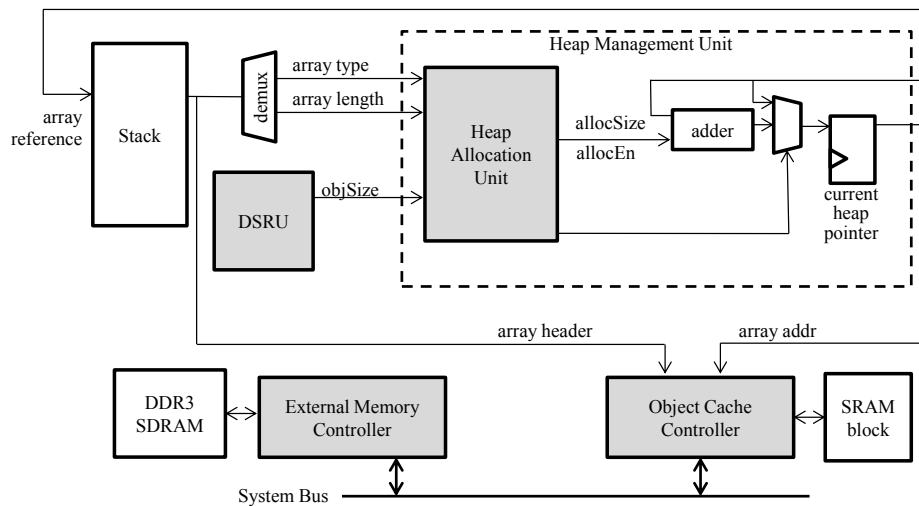 Heap Management Unit
array
reference
Stack
demux
array type
array length
Heap
Allocation
Unit
allocSize
allocEn
adder
current
heap
pointer
DSRU
objSize
array header
array addr
DDR3
SDRAM
External Memory
Controller
Object Cache
Controller
SRAM
block
System Bus